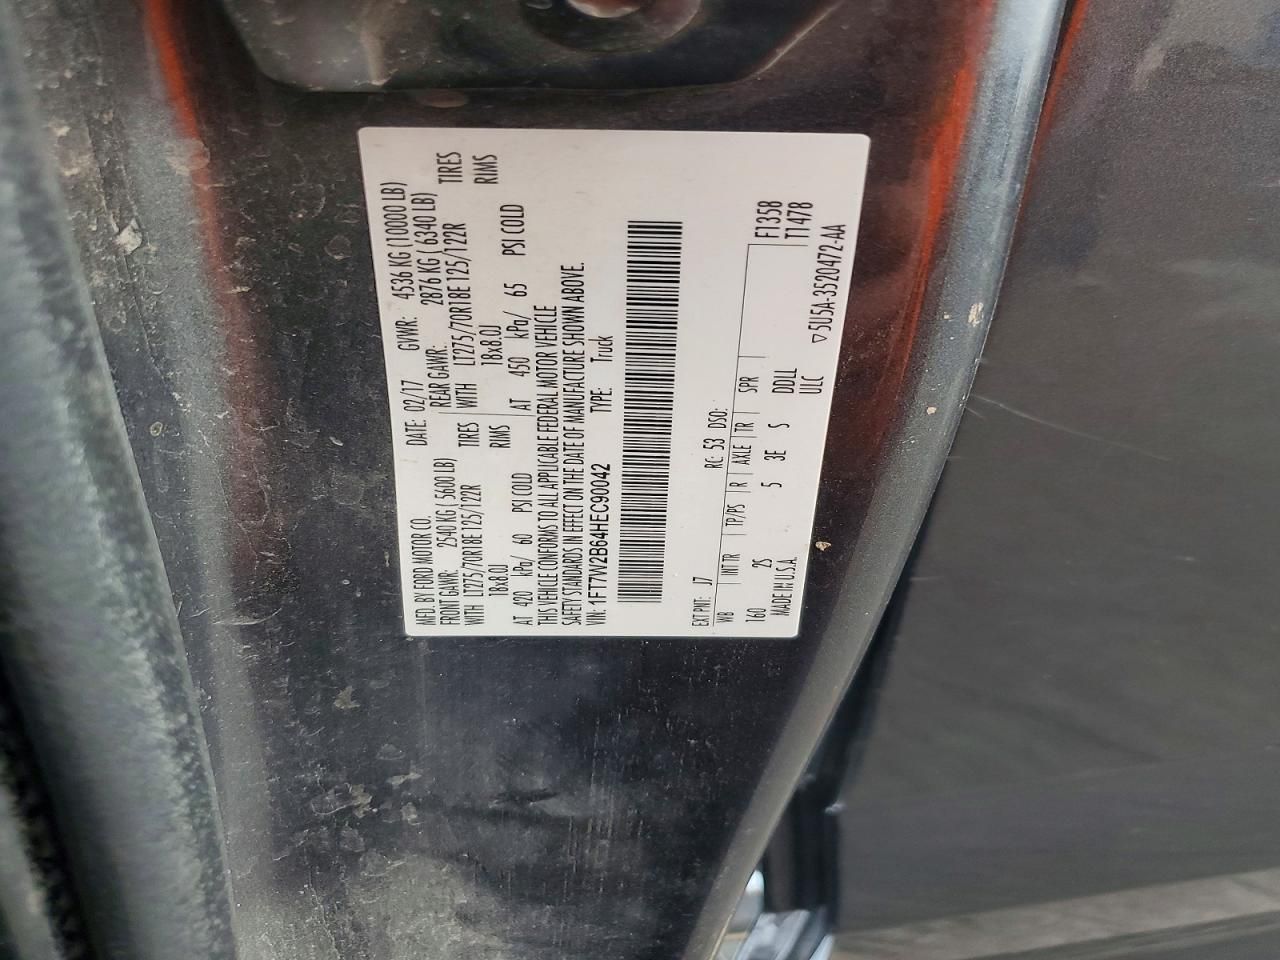 MFD. BY FORD MOTOR CO.
DATE: 02/17 GVWR: 4536 KG (10000 LB)
FRONT GAWR: 2540 KG ( 5600 LB) REAR GAWR: 2876 KG ( 6340 LB)
WITH LT275/70R18E 125/122R TIRES WITH LT275/70R18E 125/122R TIRES
18x8.0J RIMS 18x8.0J RIMS
AT 420 kPa/ 60 PSI COLD AT 450 kPa/ 65 PSI COLD
THIS VEHICLE CONFORMS TO ALL APPLICABLE FEDERAL MOTOR VEHICLE
SAFETY STANDARDS IN EFFECT ON THE DATE OF MANUFACTURE SHOWN ABOVE.
VIN: 1FT7W2B64HEC90042 TYPE: Truck
EXT PNT: J7 RC: 53 DSO:
WB INT TR TP/PS R AXLE TR SPR F1358
160 2S 5 3E S DDLL T1478
MADE IN U.S.A. ULC ▽5U5A-3520472-AA